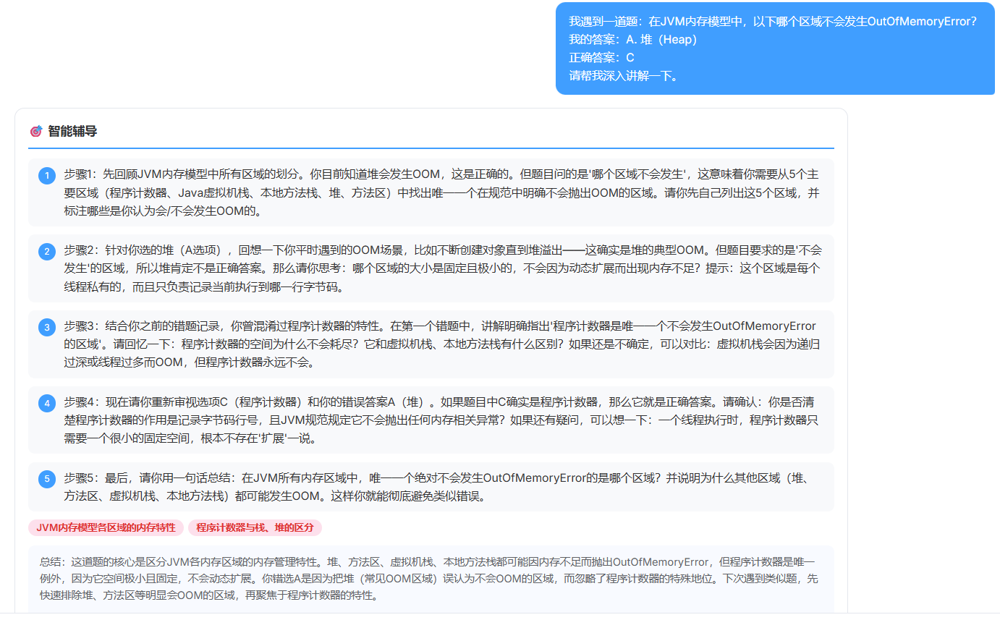 我遇到一道题：在JVM内存模型中，以下哪个区域不会发生OutOfMemoryError?
我的答案：A. 堆（Heap）
正确答案：C
请帮我深入讲解一下。
🎯 智能辅导
1 步骤1：先回顾JVM内存模型中所有区域的划分。你目前知道堆会发生OOM，这是正确的。但题目问的是'哪个区域不会发生'，这意味着你需要从5个主
要区域（程序计数器、Java虚拟机栈、本地方法栈、堆、方法区）中找出唯一一个在规范中明确不会抛出OOM的区域。请你先自己列出这5个区域，并
标注哪些是你认为会/不会发生OOM的。
2 步骤2：针对你选的堆（A选项），回想一下你平时遇到的OOM场景，比如不断创建对象直到堆溢出——这确实是堆的典型OOM。但题目要求的是'不会
发生'的区域，所以堆肯定不是正确答案。那么请你思考：哪个区域的大小是固定且极小的，不会因为动态扩展而出现内存不足？提示：这个区域是每个
线程私有的，而且只负责记录当前执行到哪一行字节码。
3 步骤3：结合你之前的错题记录，你曾混淆过程序计数器的特性。在第一个错题中，讲解明确指出'程序计数器是唯一一个不会发生OutOfMemoryError
的区域'。请回忆一下：程序计数器的空间为什么不会耗尽？它和虚拟机栈、本地方法栈有什么区别？如果还是不确定，可以对比：虚拟机栈会因为递归
过深或线程过多而OOM，但程序计数器永远不会。
4 步骤4：现在请你重新审视选项C（程序计数器）和你的错误答案A（堆）。如果题目中C确实是程序计数器，那么它就是正确答案。请确认：你是否清
楚程序计数器的作用是记录字节码行号，且JVM规范规定它不会抛出任何内存相关异常？如果还有疑问，可以想一下：一个线程执行时，程序计数器只
需要一个很小的固定空间，根本不存在'扩展'一说。
5 步骤5：最后，请你用一句话总结：在JVM所有内存区域中，唯一一个绝对不会发生OutOfMemoryError的是哪个区域？并说明为什么其他区域（堆、
方法区、虚拟机栈、本地方法栈）都可能发生OOM。这样你就能彻底避免类似错误。
JVM内存模型各区域的内存特性 程序计数器与栈、堆的区分
总结：这道题的核心是区分JVM各内存区域的内存管理特性。堆、方法区、虚拟机栈、本地方法栈都可能因内存不足而抛出OutOfMemoryError，但程序计数器是唯一
例外，因为它空间极小且固定，不会动态扩展。你错选A是因为把堆（常见OOM区域）误认为不会OOM的区域，而忽略了程序计数器的特殊地位。下次遇到类似题，先
快速排除堆、方法区等明显会OOM的区域，再聚焦于程序计数器的特性。